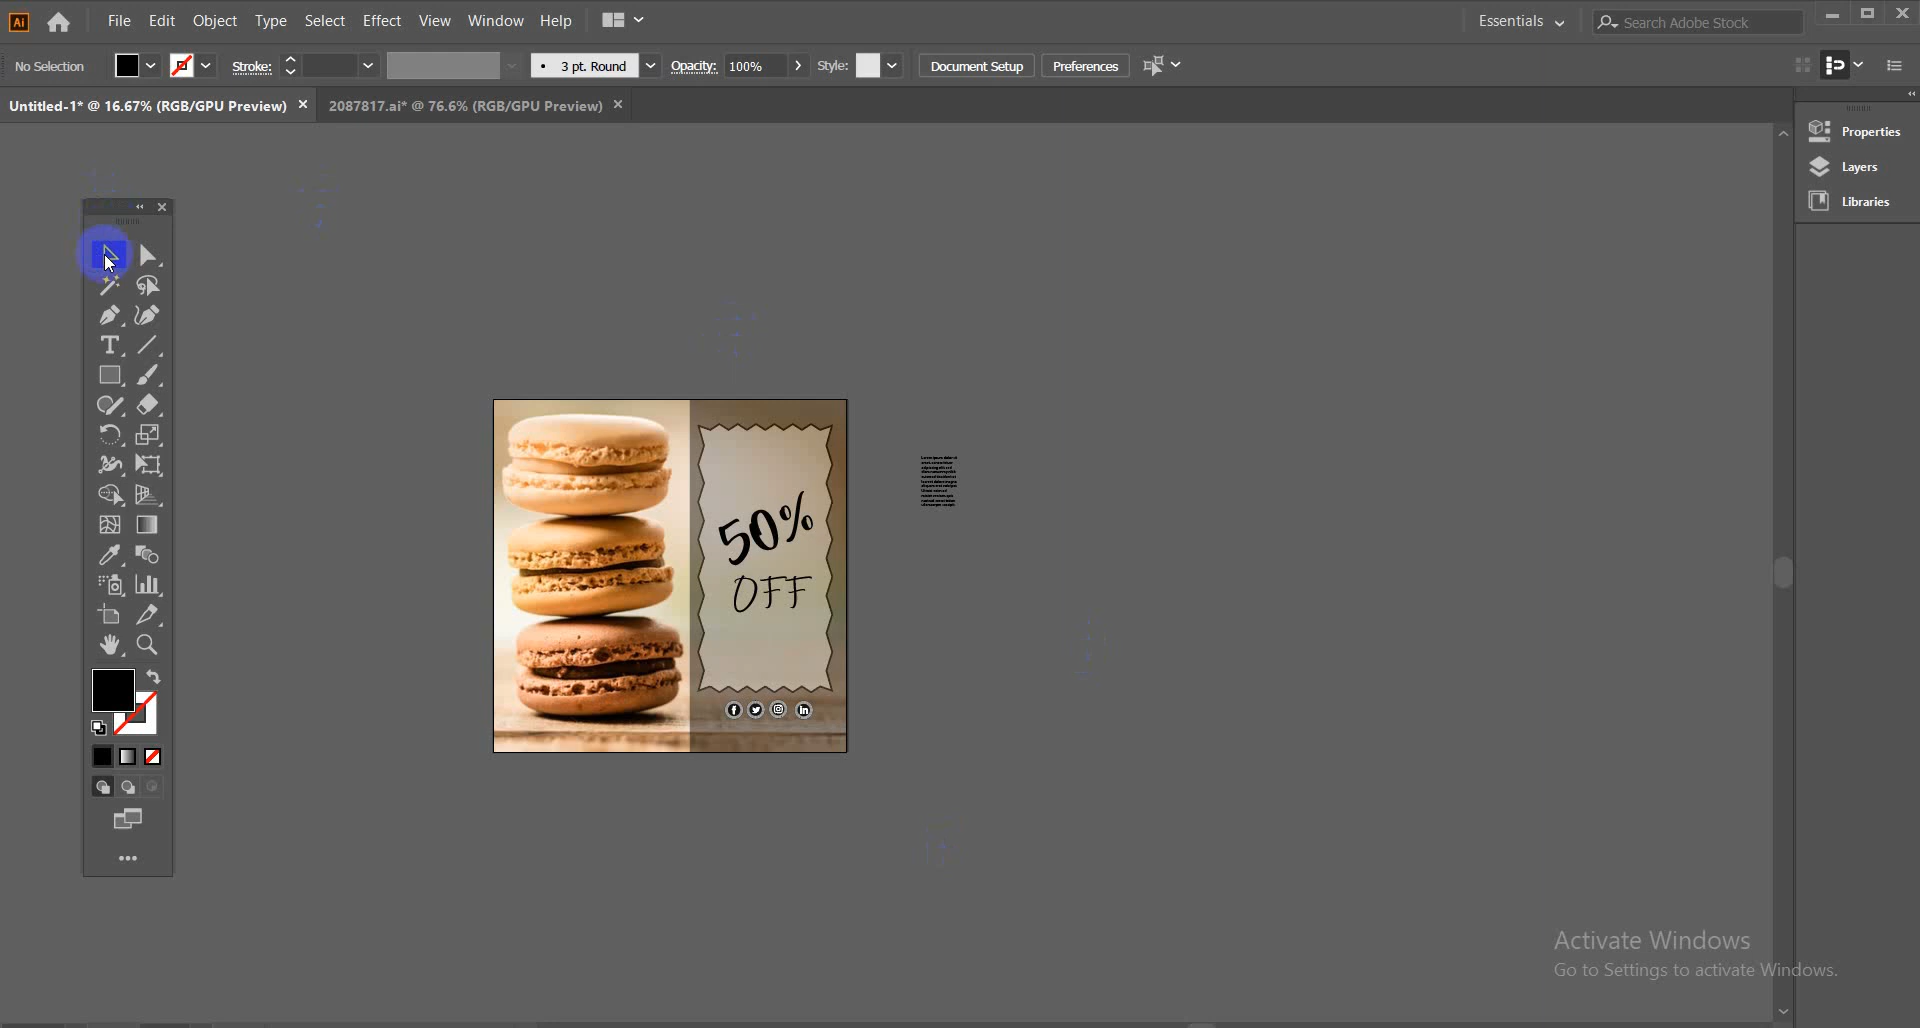 Ai File Edit Object Type Select Effect View Window Help Essentials Search Adobe Stock
No Selection Stroke: 3 pt. Round Opacity: 100% Style: Document Setup Preferences
Untitled-1* @ 16.67% (RGB/GPU Preview) × 2087817.ai* @ 76.6% (RGB/GPU Preview) ×
Properties
Layers
Libraries
50%
OFF
Activate Windows
Go to Settings to activate Windows.